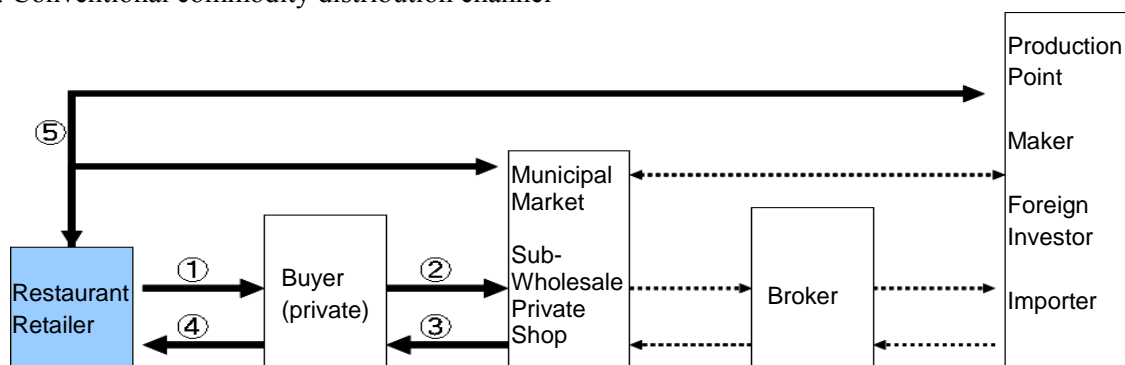 Conventional commodity distribution channel
Production
Point
Maker
Foreign
Investor
Importer
⑤
Municipal
Market
Sub-
Wholesale
Private
Shop
①
②
Buyer
(private)
Broker
Restaurant
Retailer
④
③